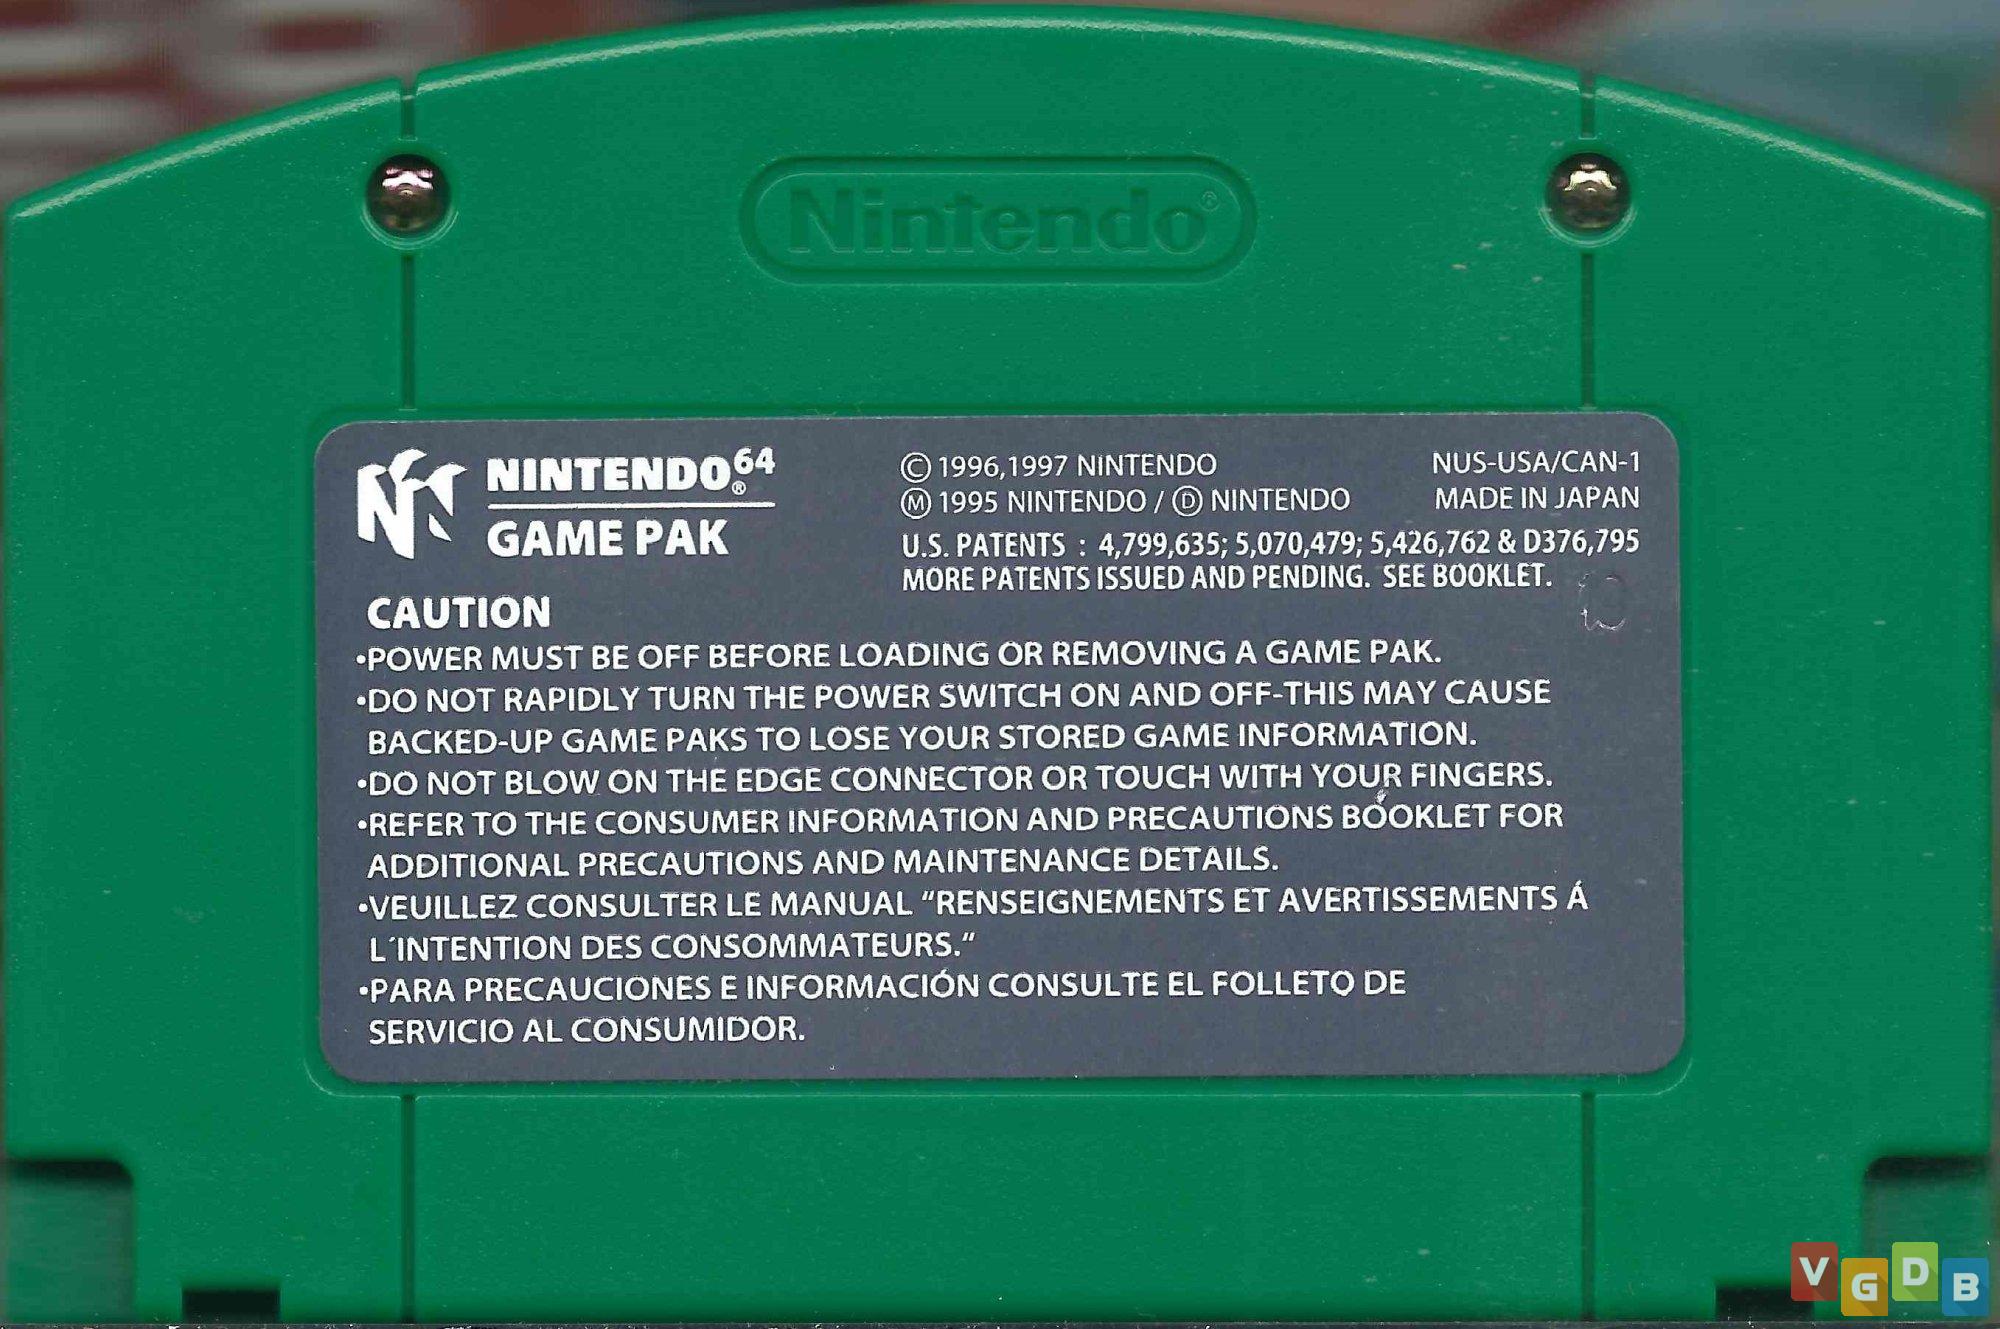 Nintendo®
NINTENDO64®
GAME PAK
© 1996,1997 NINTENDO
Ⓜ 1995 NINTENDO / Ⓓ NINTENDO
NUS-USA/CAN-1
MADE IN JAPAN
U.S. PATENTS : 4,799,635; 5,070,479; 5,426,762 & D376,795
MORE PATENTS ISSUED AND PENDING. SEE BOOKLET.
CAUTION
•POWER MUST BE OFF BEFORE LOADING OR REMOVING A GAME PAK.
•DO NOT RAPIDLY TURN THE POWER SWITCH ON AND OFF-THIS MAY CAUSE
BACKED-UP GAME PAKS TO LOSE YOUR STORED GAME INFORMATION.
•DO NOT BLOW ON THE EDGE CONNECTOR OR TOUCH WITH YOUR FINGERS.
•REFER TO THE CONSUMER INFORMATION AND PRECAUTIONS BOOKLET FOR
ADDITIONAL PRECAUTIONS AND MAINTENANCE DETAILS.
•VEUILLEZ CONSULTER LE MANUAL “RENSEIGNEMENTS ET AVERTISSEMENTS Á
L´INTENTION DES CONSOMMATEURS.”
•PARA PRECAUCIONES E INFORMACIÓN CONSULTE EL FOLLETO DE
SERVICIO AL CONSUMIDOR.
VGDB